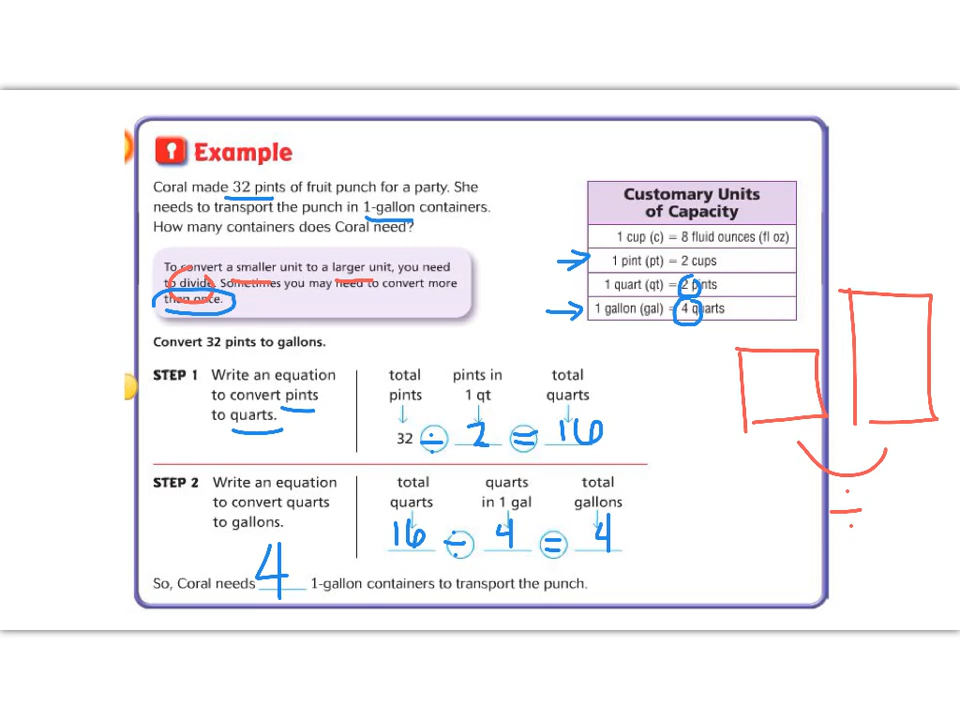 Example
Coral made 32 pints of fruit punch for a party. She
needs to transport the punch in 1-gallon containers.
How many containers does Coral need?
To convert a smaller unit to a larger unit, you need
to divide. Sometimes you may need to convert more
than once.
Customary Units
of Capacity
1 cup (c) = 8 fluid ounces (fl oz)
1 pint (pt) = 2 cups
1 quart (qt) = 2 pints
1 gallon (gal) = 4 quarts
8
Convert 32 pints to gallons.
STEP 1 Write an equation
to convert pints
to quarts.
total pints in total
pints 1 qt quarts
32 ÷ 2 = 16
STEP 2 Write an equation
to convert quarts
to gallons.
total quarts total
quarts in 1 gal gallons
16 ÷ 4 = 4
÷
So, Coral needs 4 1-gallon containers to transport the punch.